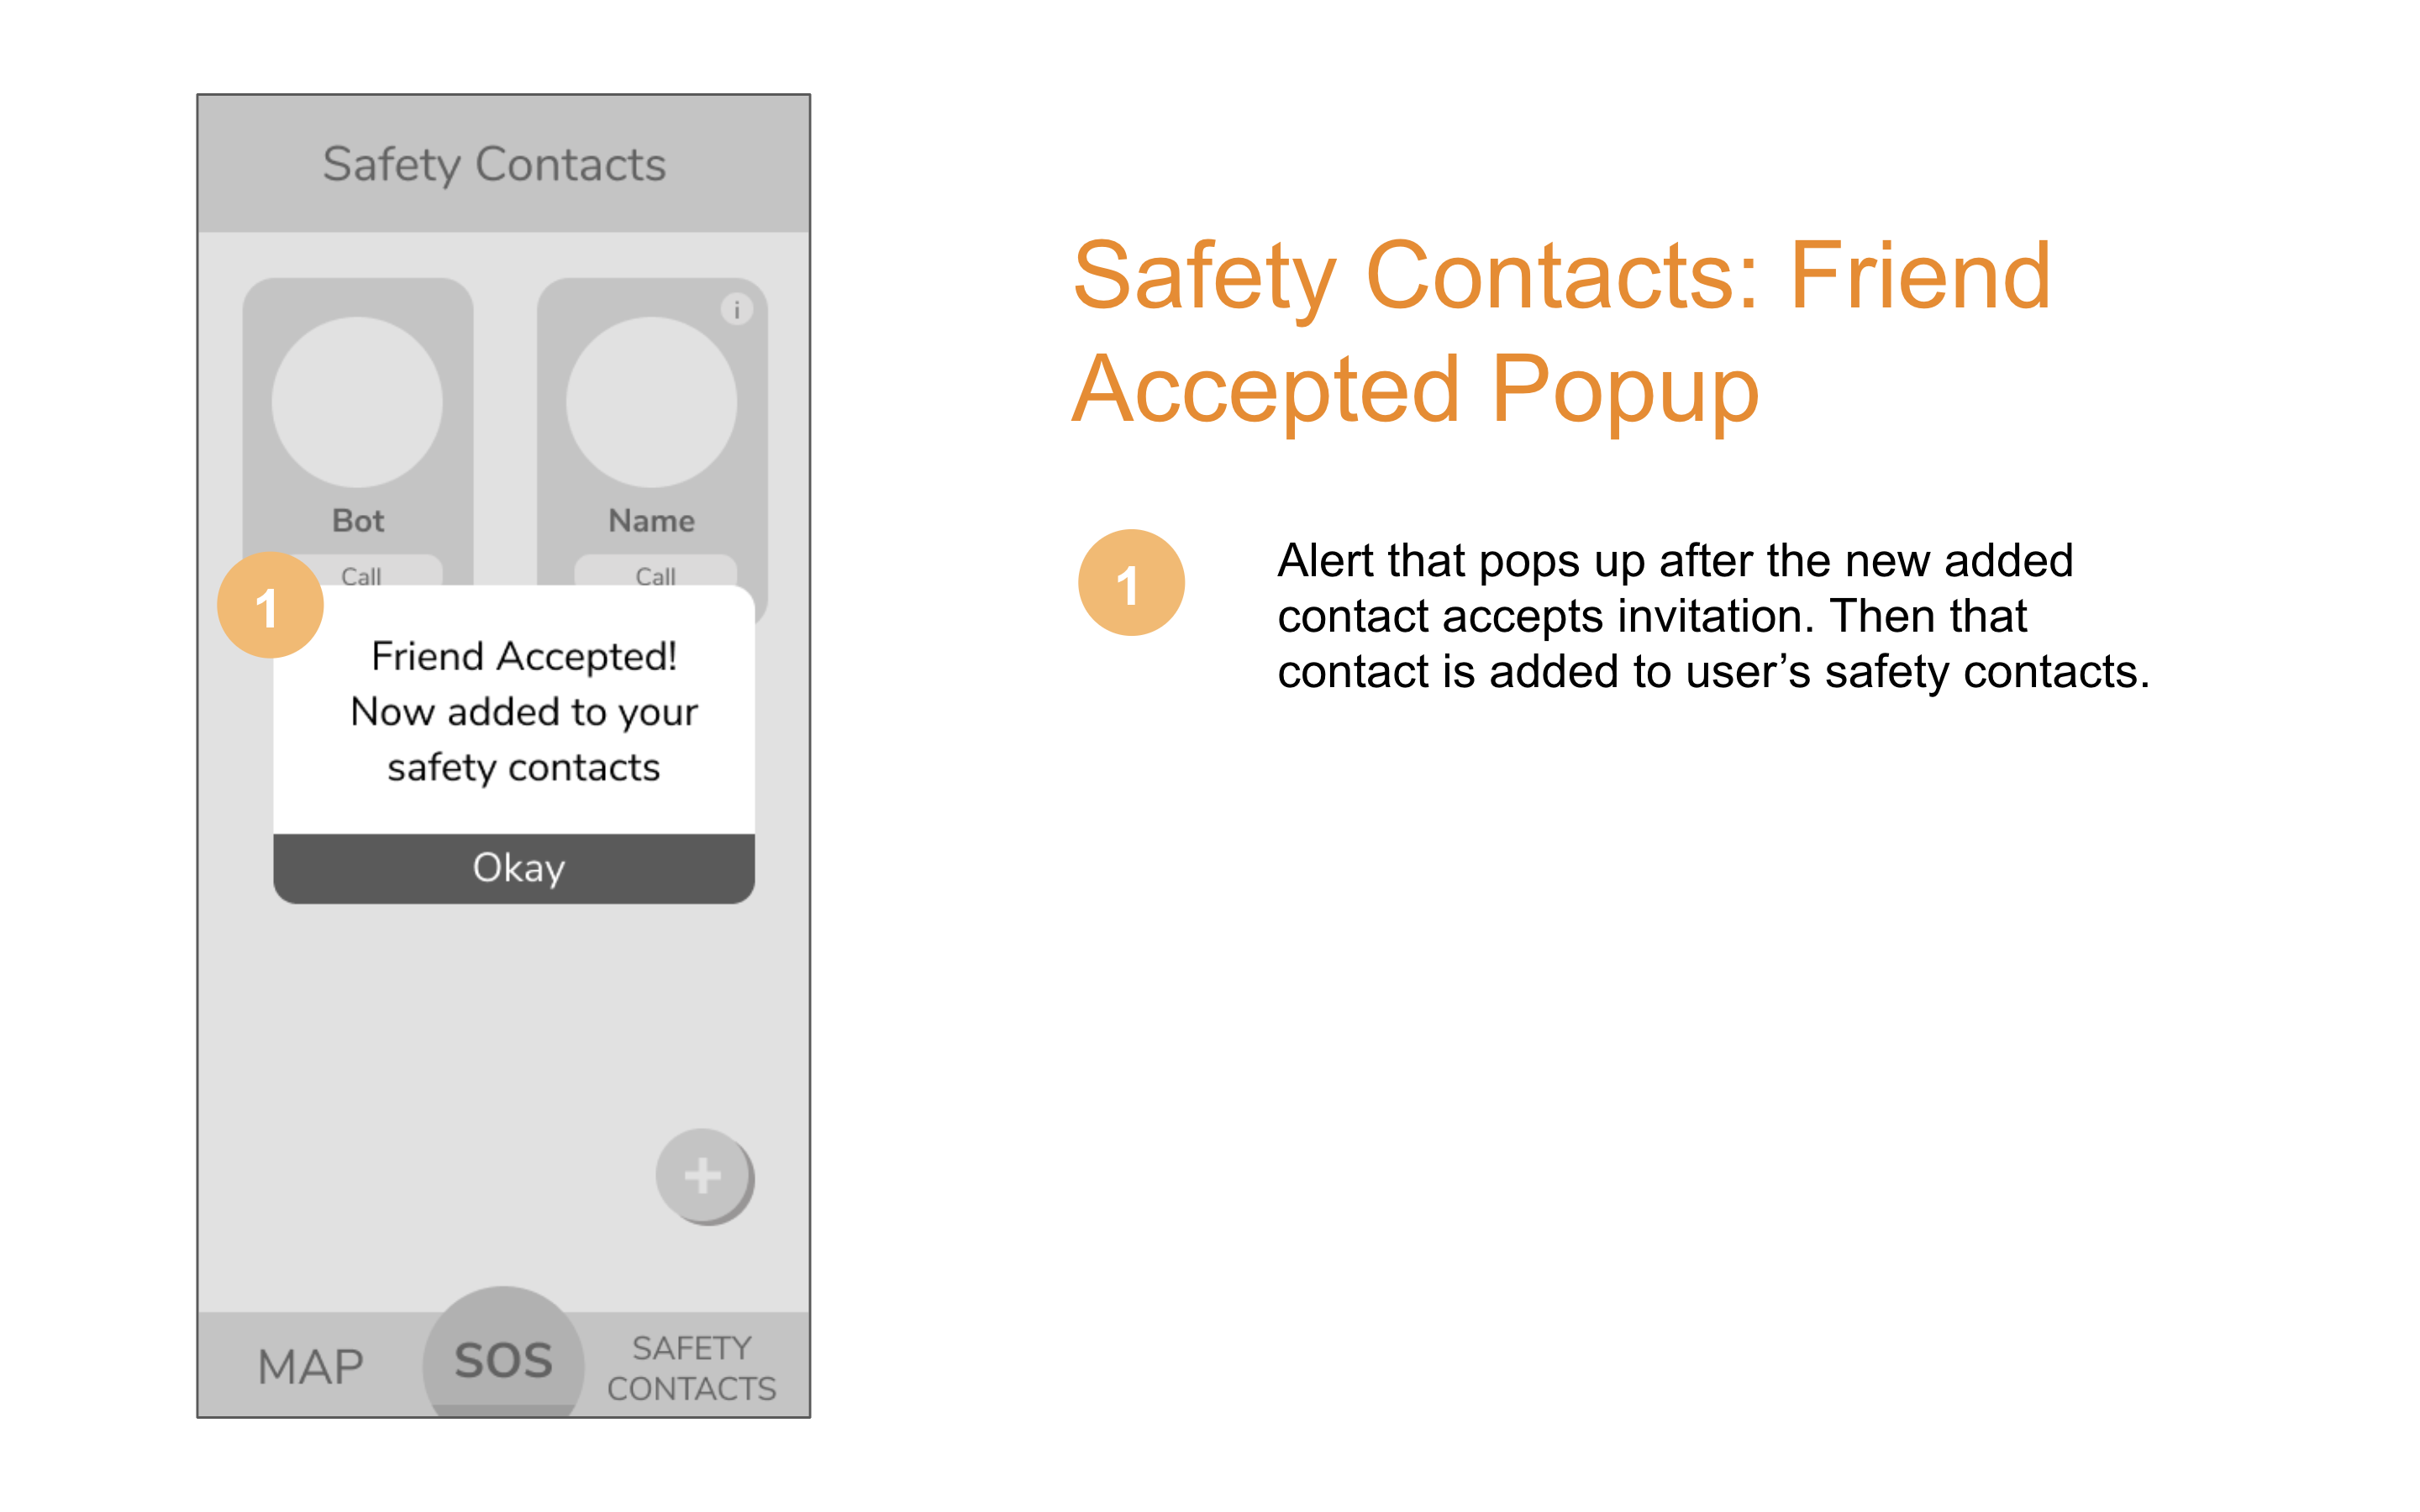 Safety Contacts
i
Bot
Name
Call
Call
1
Friend Accepted!
Now added to your
safety contacts
Okay
+
MAP
SOS
SAFETY
CONTACTS
Safety Contacts: Friend
Accepted Popup
1
Alert that pops up after the new added
contact accepts invitation. Then that
contact is added to user’s safety contacts.